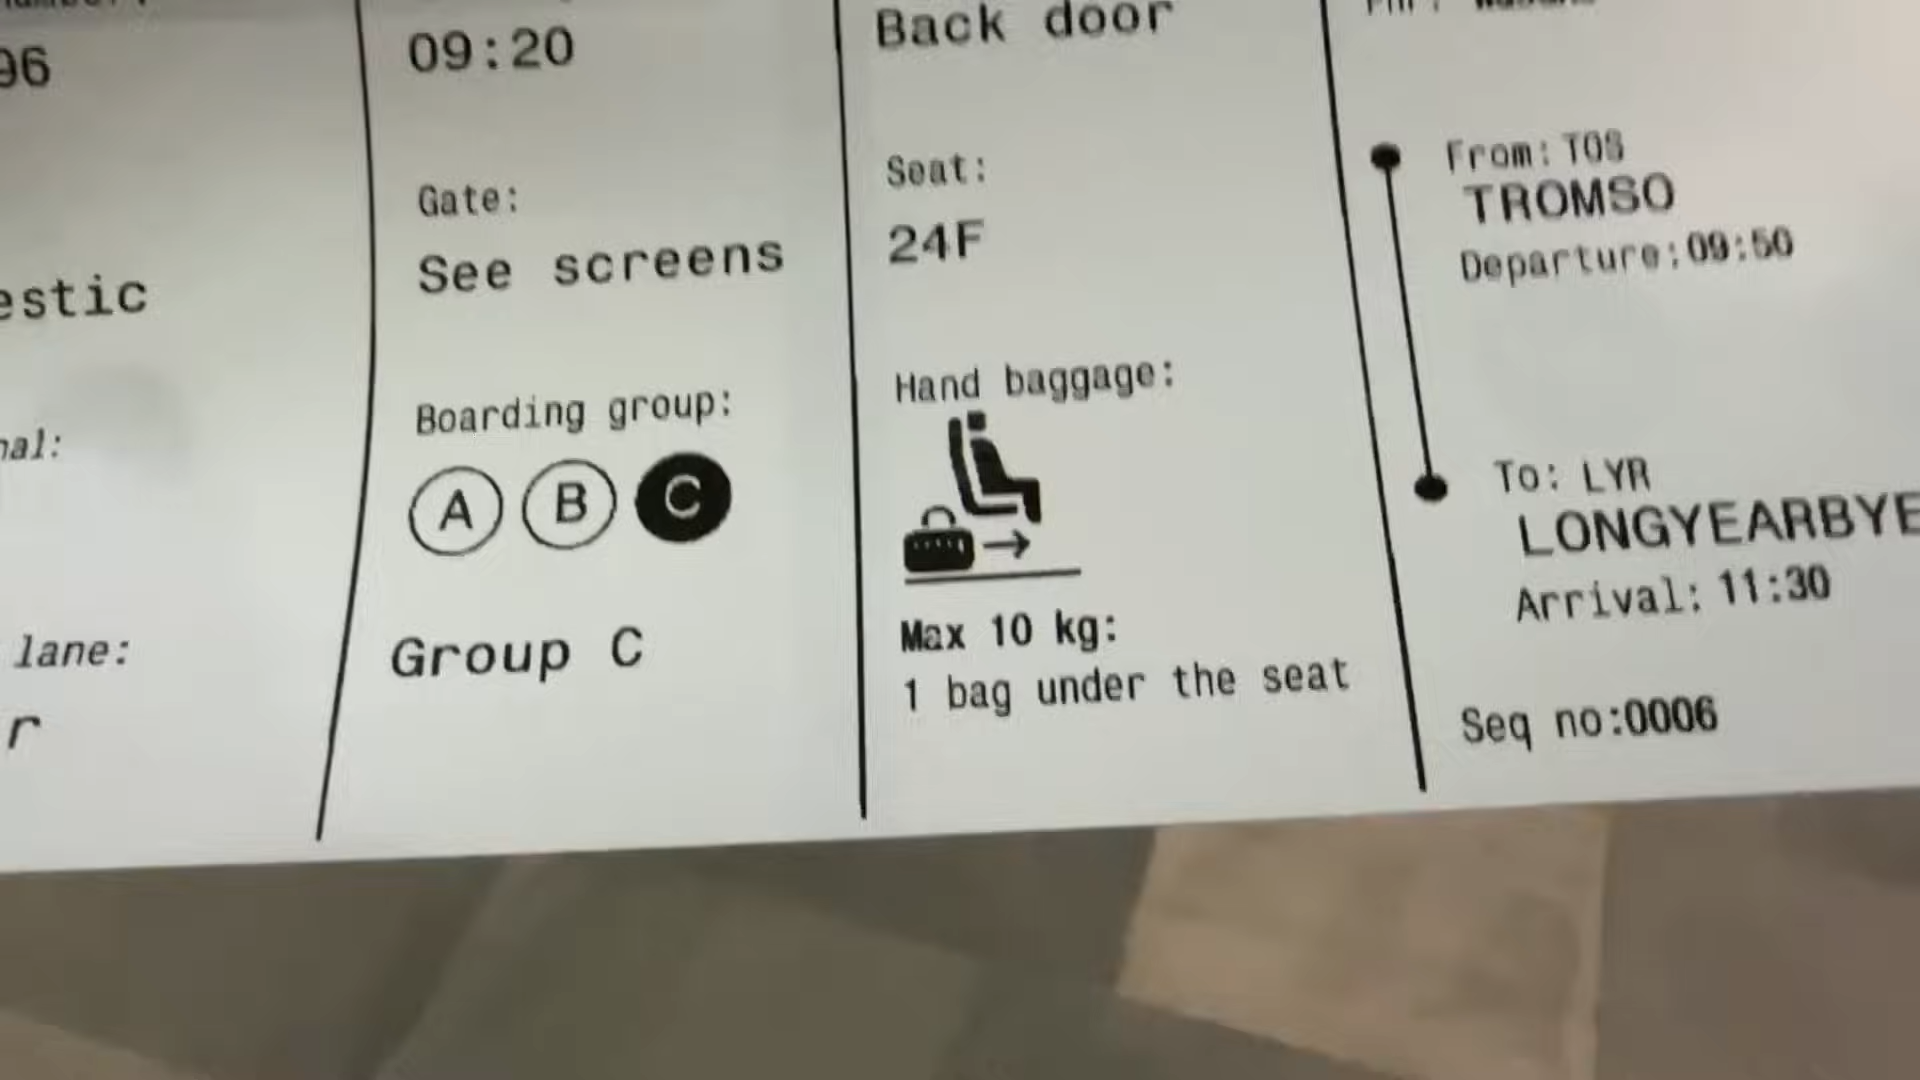 96
estic
nal:
lane:
r
09:20
Gate:
See screens
Boarding group:
A B C
Group C
Back door
Seat:
24F
Hand baggage:
Max 10 kg:
1 bag under the seat
From: TOS
TROMSO
Departure:09:50
To: LYR
LONGYEARBYE
Arrival: 11:30
Seq no:0006